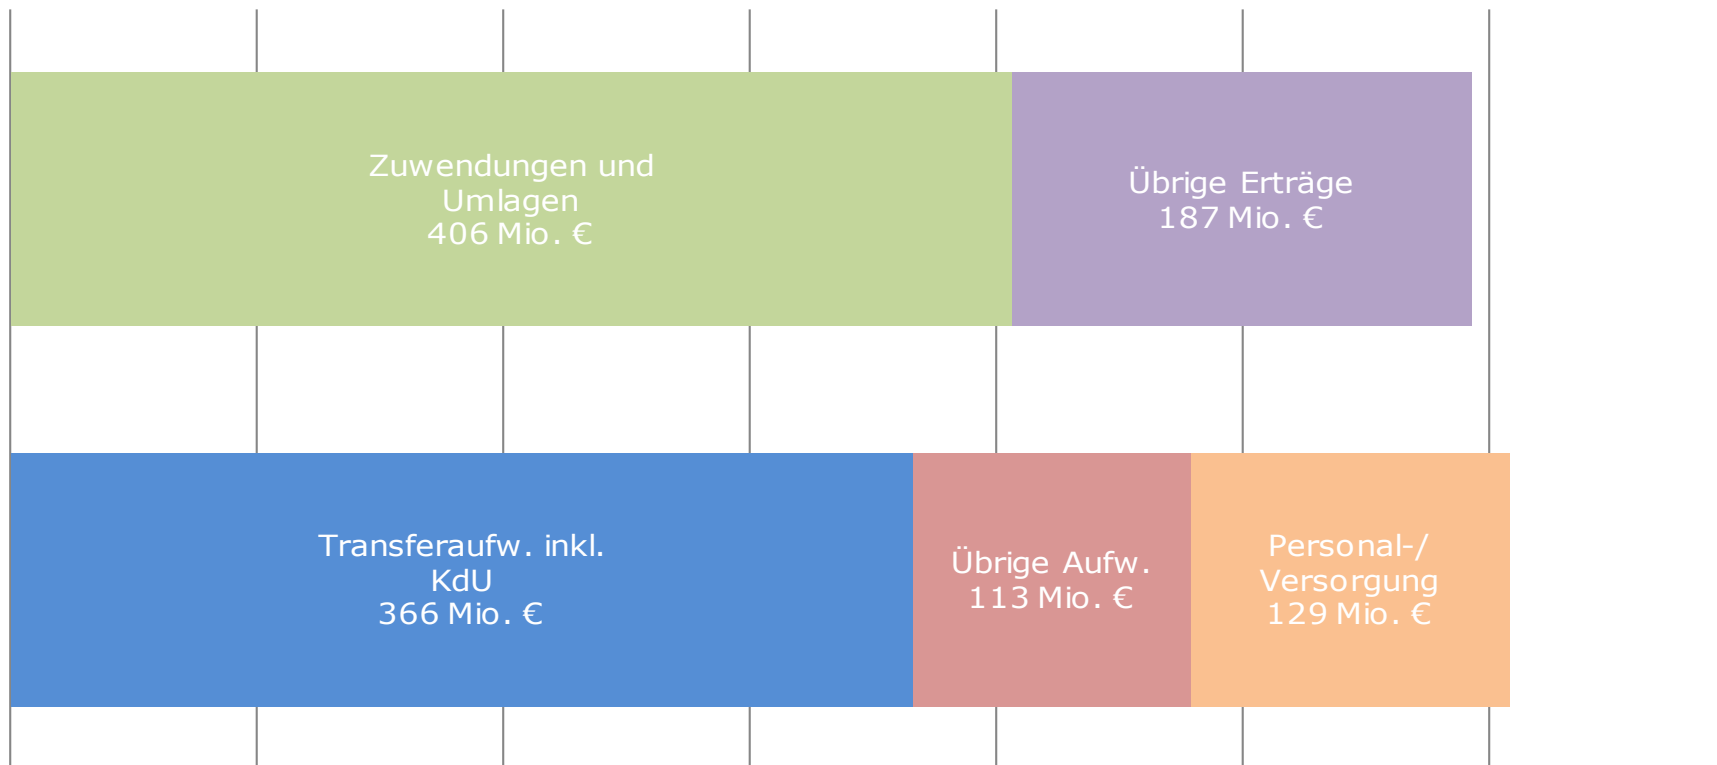 Zuwendungen und
Umlagen
406 Mio. €
Übrige Erträge
187 Mio. €
Transferaufw. inkl.
KdU
366 Mio. €
Übrige Aufw.
113 Mio. €
Personal-/
Versorgung
129 Mio. €